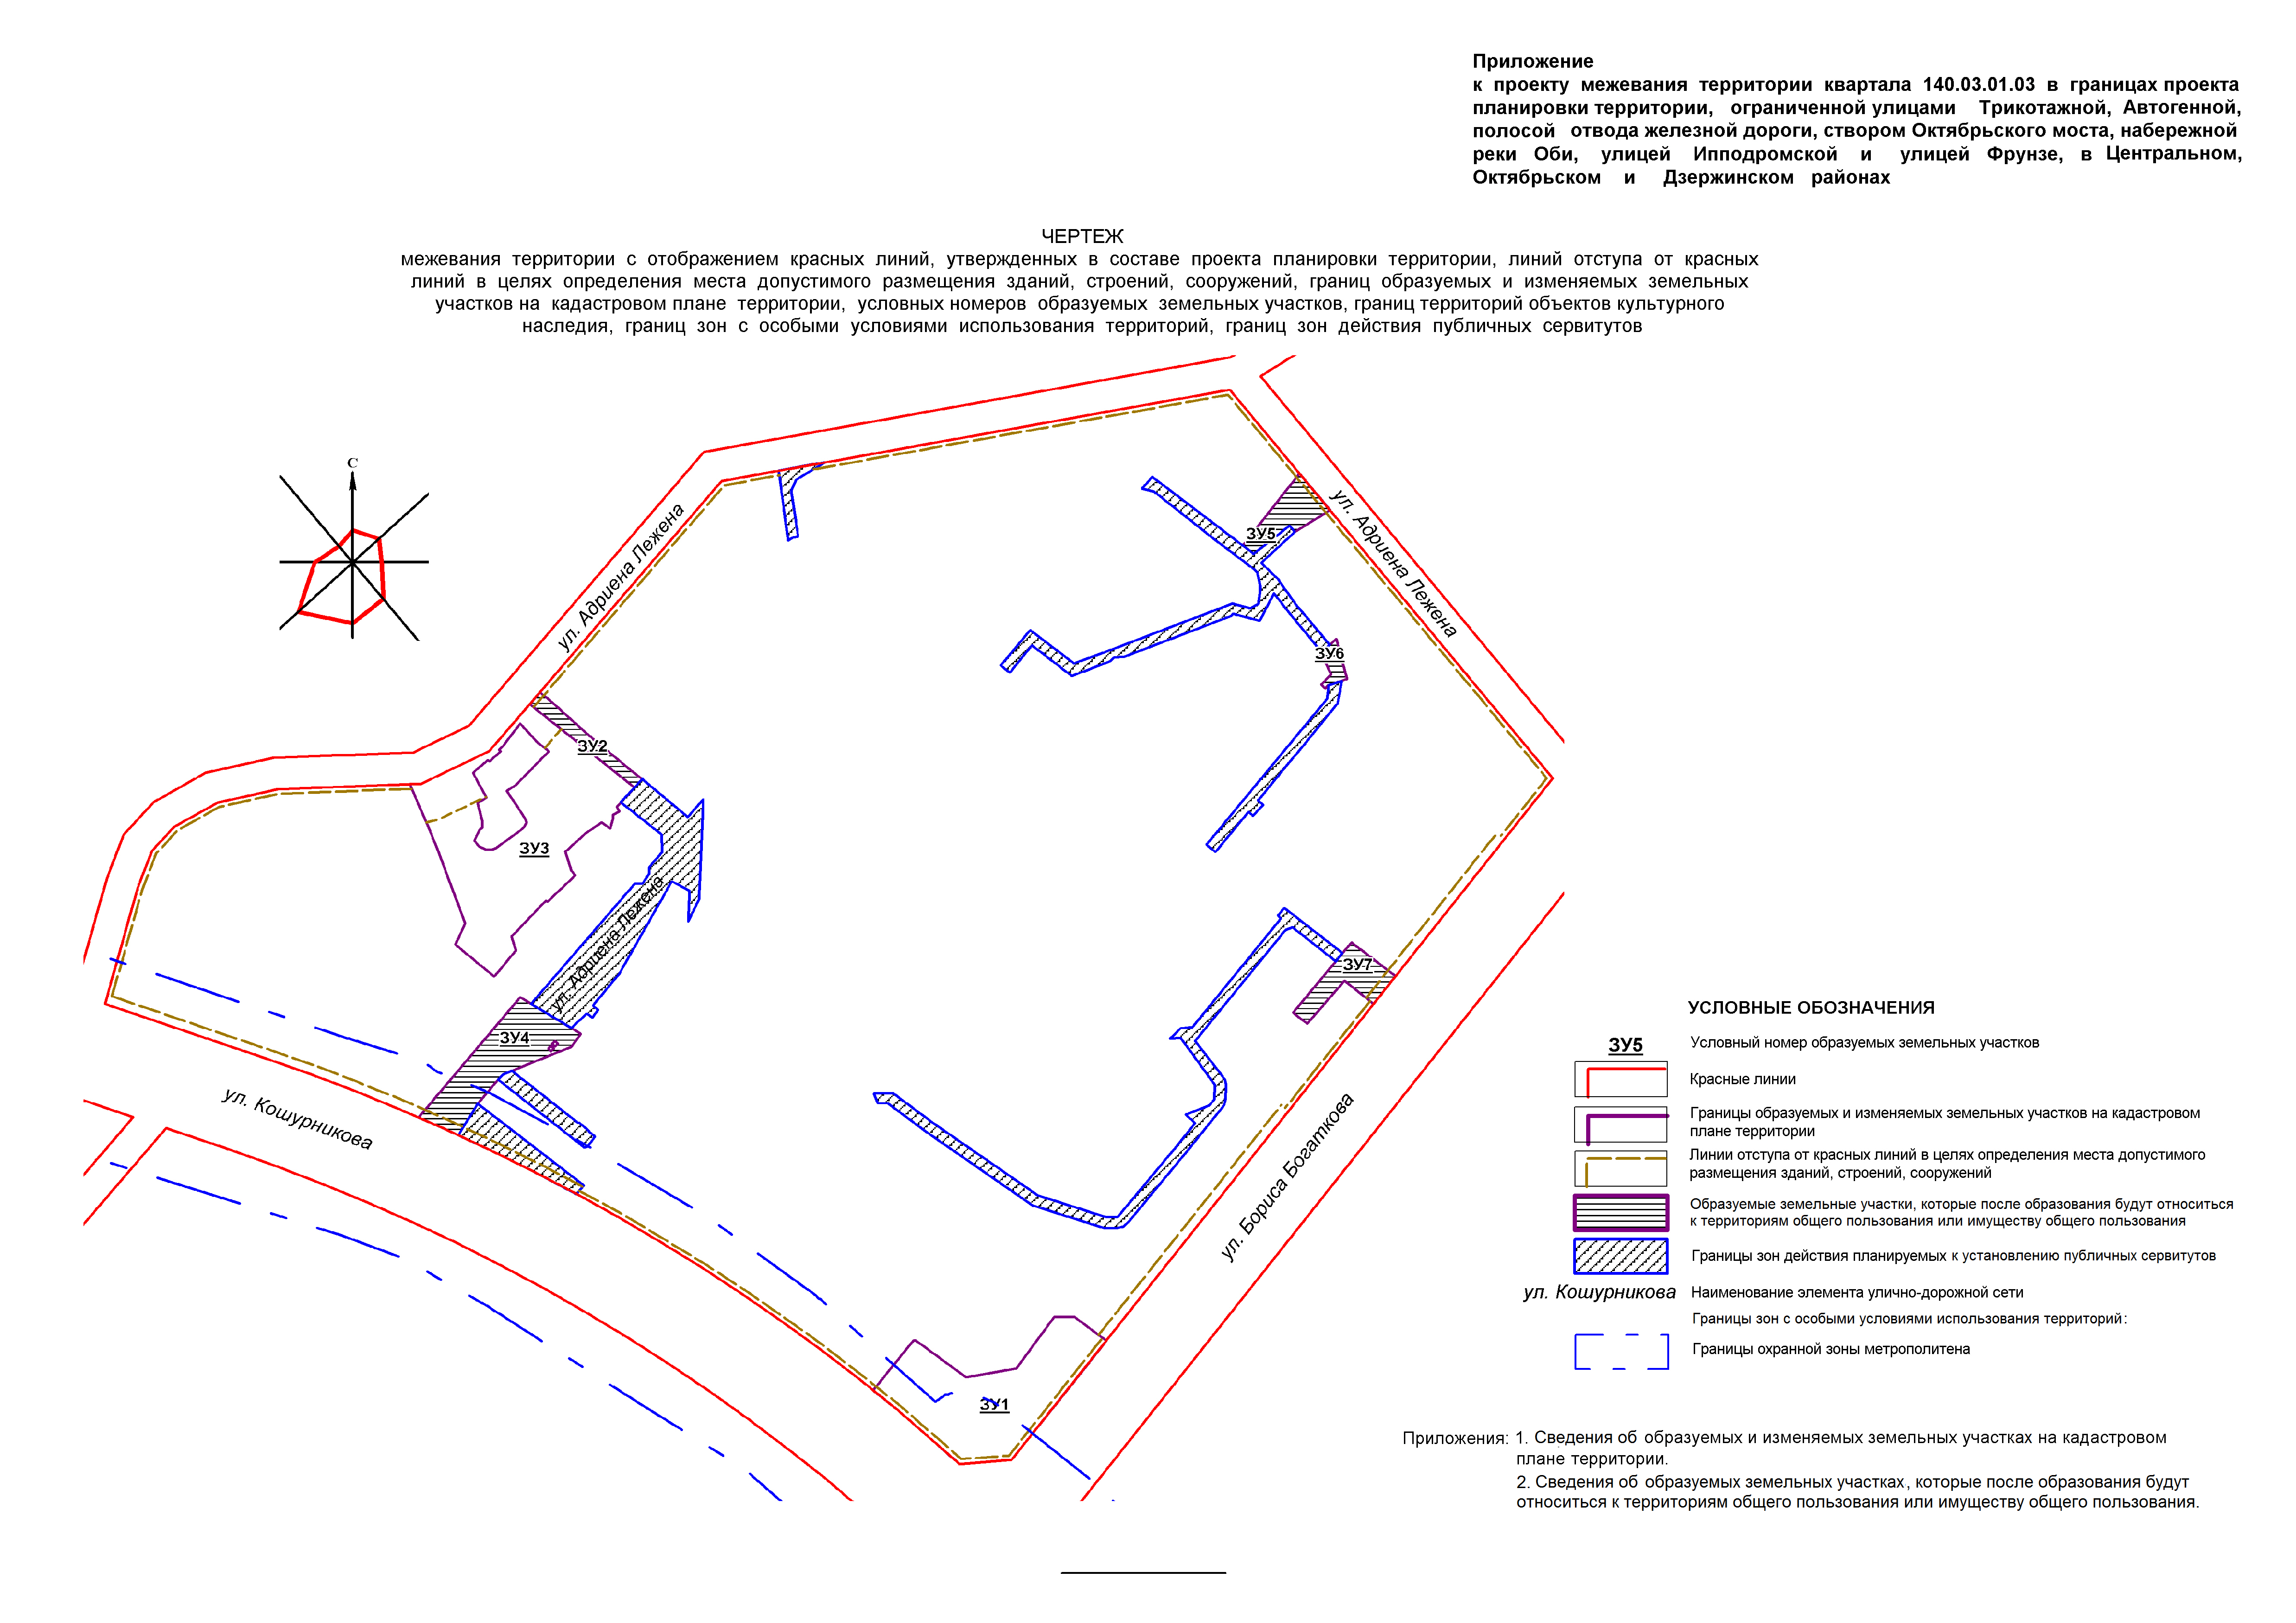 Приложение
к проекту межевания территории квартала 140.03.01.03 в границах проекта
планировки территории, ограниченной улицами Трикотажной, Автогенной,
полосой отвода железной дороги, створом Октябрьского моста, набережной
реки Оби, улицей Ипподромской и улицей Фрунзе, в Центральном,
Октябрьском и Дзержинском районах
ЧЕРТЕЖ
межевания территории с отображением красных линий, утвержденных в составе проекта планировки территории, линий отступа от красных
линий в целях определения места допустимого размещения зданий, строений, сооружений, границ образуемых и изменяемых земельных
участков на кадастровом плане территории, условных номеров образуемых земельных участков, границ территорий объектов культурного
наследия, границ зон с особыми условиями использования территорий, границ зон действия публичных сервитутов
С
ул. Адриена Лежена
ул. Адриена Лежена
ЗУ5
ЗУ6
ЗУ2
ЗУ3
ул. Адриена Лежена
ЗУ7
ЗУ4
ул. Кошурникова
ул. Бориса Богаткова
ЗУ1
УСЛОВНЫЕ ОБОЗНАЧЕНИЯ
ЗУ5 Условный номер образуемых земельных участков
Красные линии
Границы образуемых и изменяемых земельных участков на кадастровом
плане территории
Линии отступа от красных линий в целях определения места допустимого
размещения зданий, строений, сооружений
Образуемые земельные участки, которые после образования будут относиться
к территориям общего пользования или имуществу общего пользования
Границы зон действия планируемых к установлению публичных сервитутов
ул. Кошурникова Наименование элемента улично-дорожной сети
Границы зон с особыми условиями использования территорий:
Границы охранной зоны метрополитена
Приложения: 1. Сведения об образуемых и изменяемых земельных участках на кадастровом
плане территории.
2. Сведения об образуемых земельных участках, которые после образования будут
относиться к территориям общего пользования или имуществу общего пользования.